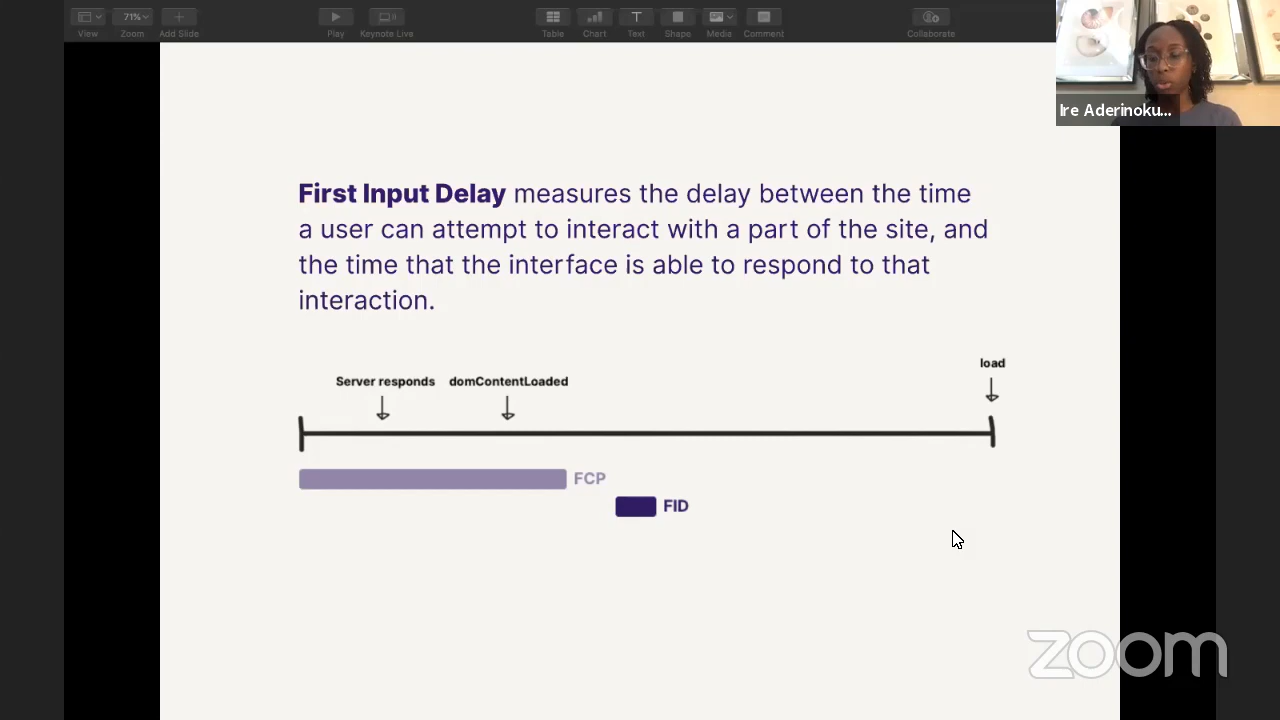 View
71%
Zoom
Add Slide
Play
Keynote Live
Table
Chart
Text
Shape
Media
Comment
Collaborate
Ire Aderinoku...
First Input Delay measures the delay between the time
a user can attempt to interact with a part of the site, and
the time that the interface is able to respond to that
interaction.
load
Server responds domContentLoaded
FCP
FID
zoom